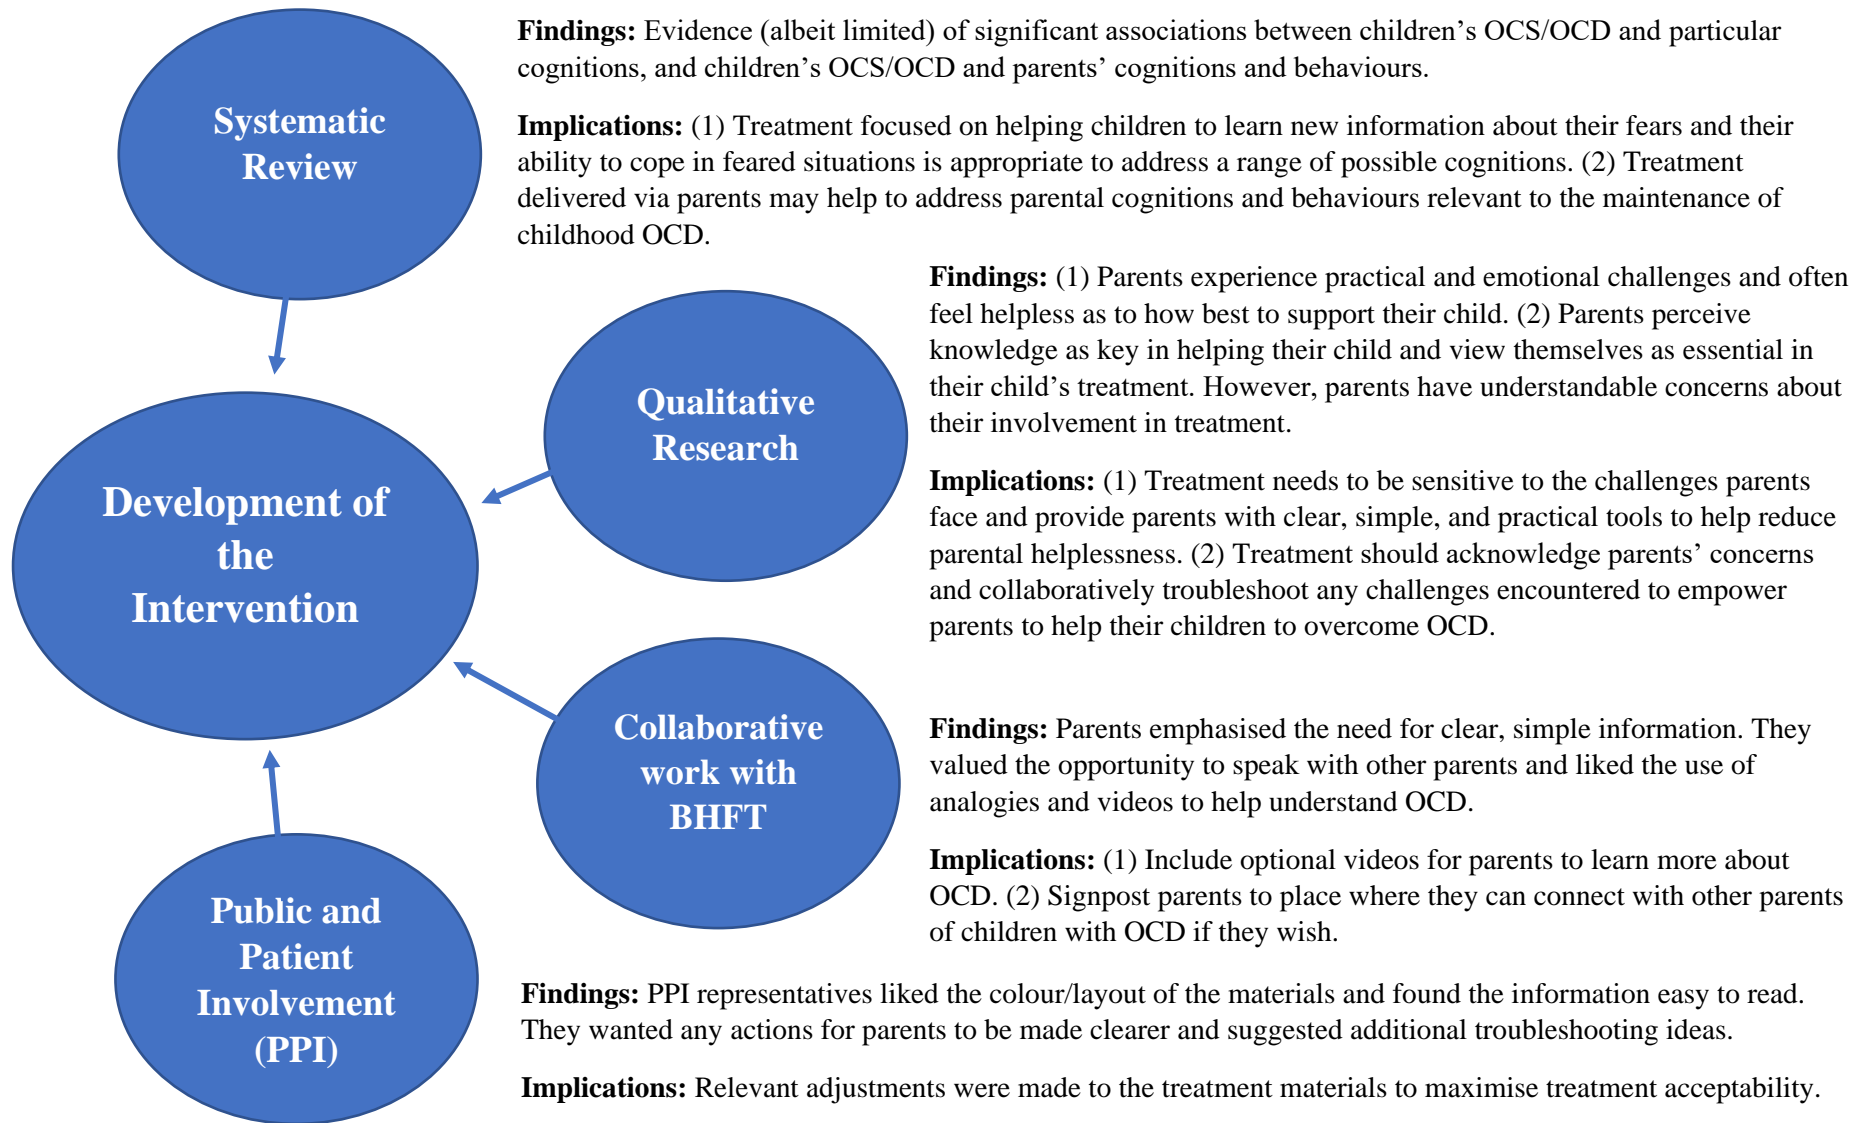 Systematic
Review
Findings: Evidence (albeit limited) of significant associations between children’s OCS/OCD and particular
cognitions, and children’s OCS/OCD and parents’ cognitions and behaviours.
Implications: (1) Treatment focused on helping children to learn new information about their fears and their
ability to cope in feared situations is appropriate to address a range of possible cognitions. (2) Treatment
delivered via parents may help to address parental cognitions and behaviours relevant to the maintenance of
childhood OCD.
Qualitative
Research
Findings: (1) Parents experience practical and emotional challenges and often
feel helpless as to how best to support their child. (2) Parents perceive
knowledge as key in helping their child and view themselves as essential in
their child’s treatment. However, parents have understandable concerns about
their involvement in treatment.
Implications: (1) Treatment needs to be sensitive to the challenges parents
face and provide parents with clear, simple, and practical tools to help reduce
parental helplessness. (2) Treatment should acknowledge parents’ concerns
and collaboratively troubleshoot any challenges encountered to empower
parents to help their children to overcome OCD.
Development of
the
Intervention
Collaborative
work with
BHFT
Findings: Parents emphasised the need for clear, simple information. They
valued the opportunity to speak with other parents and liked the use of
analogies and videos to help understand OCD.
Implications: (1) Include optional videos for parents to learn more about
OCD. (2) Signpost parents to place where they can connect with other parents
of children with OCD if they wish.
Public and
Patient
Involvement
(PPI)
Findings: PPI representatives liked the colour/layout of the materials and found the information easy to read.
They wanted any actions for parents to be made clearer and suggested additional troubleshooting ideas.
Implications: Relevant adjustments were made to the treatment materials to maximise treatment acceptability.